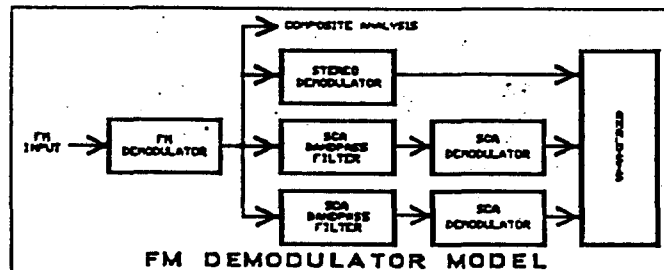 COMPOSITE ANALYSIS
STEREO
DEMODULATOR
FM
INPUT
FM
DEMODULATOR
SCA
BANDPASS
FILTER
SCA
DEMODULATOR
SCA
BANDPASS
FILTER
SCA
DEMODULATOR
FM DEMODULATOR MODEL